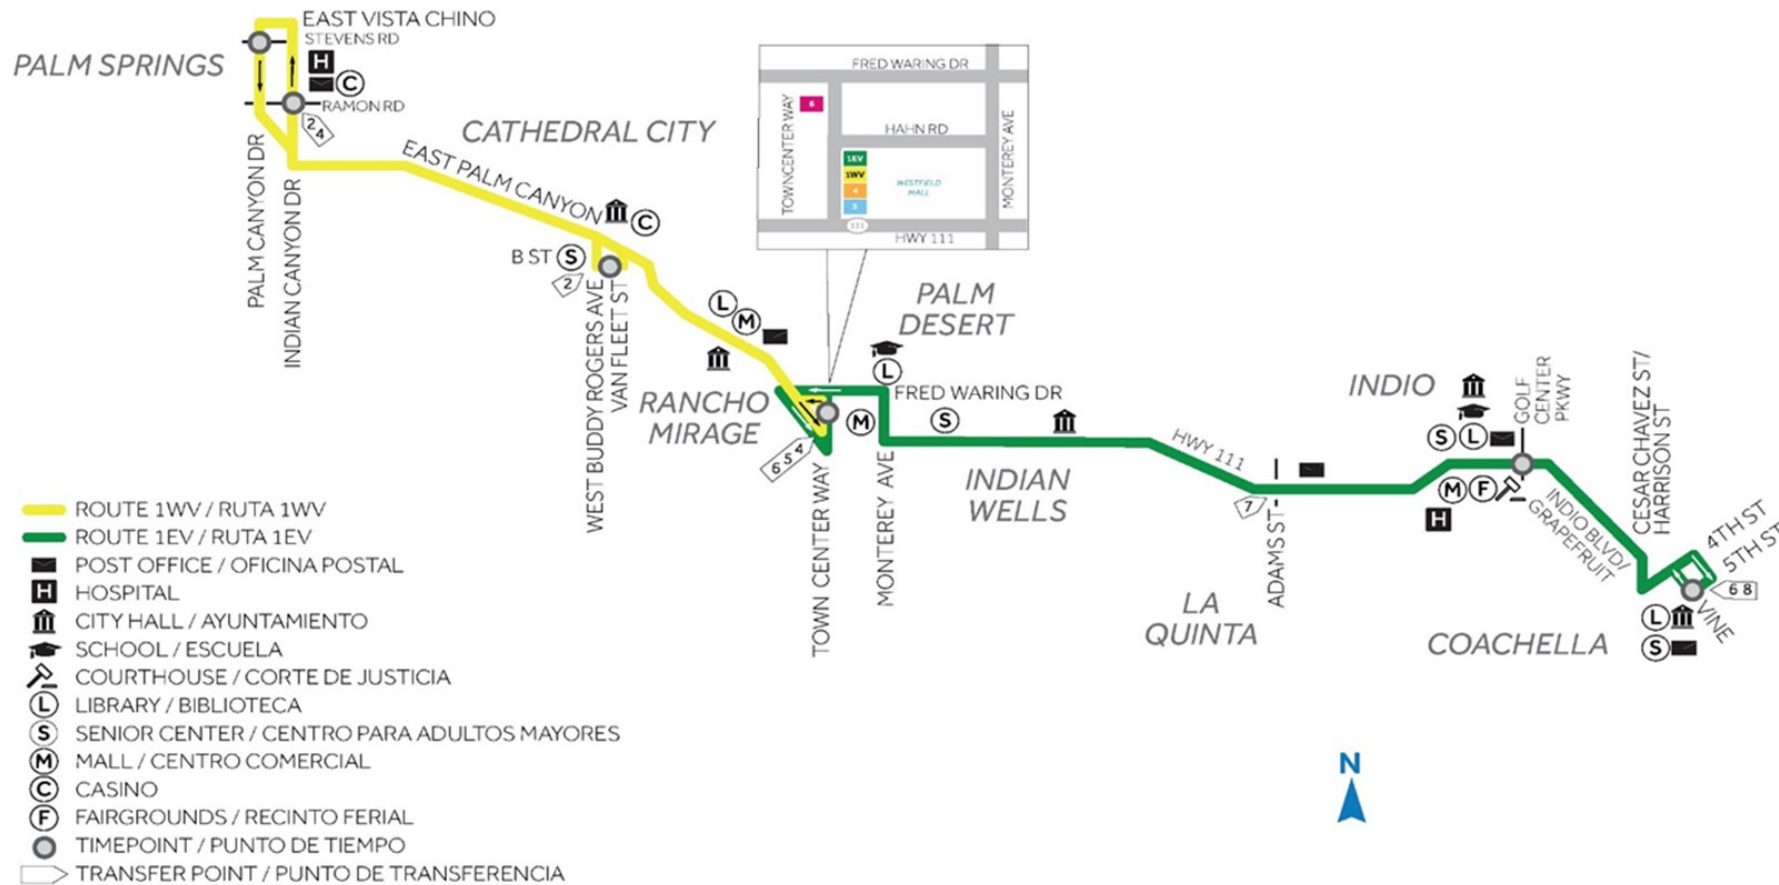 EAST VISTA CHINO
STEVENS RD
PALM SPRINGS
H
C
RAMON RD
2 4
PALM CANYON DR
INDIAN CANYON DR
CATHEDRAL CITY
EAST PALM CANYON
C
B ST
S
2
WEST BUDDY ROGERS AVE
VAN FLEET ST
FRED WARING DR
TOWNCENTER WAY
6
HAHN RD
MONTEREY AVE
1EV
1WV
4
5
WESTFIELD
MALL
111
HWY 111
L
M
RANCHO
MIRAGE
PALM
DESERT
L
FRED WARING DR
M
S
6 5 4
TOWN CENTER WAY
MONTEREY AVE
INDIAN
WELLS
HWY 111
7
ADAMS ST
LA
QUINTA
INDIO
S
L
M
F
H
GOLF
CENTER
PKWY
INDIO BLVD/
GRAPEFRUIT
CESAR CHAVEZ ST/
HARRISON ST
4TH ST
5TH ST
6 8
VINE
L
S
COACHELLA
ROUTE 1WV / RUTA 1WV
ROUTE 1EV / RUTA 1EV
POST OFFICE / OFICINA POSTAL
H HOSPITAL
CITY HALL / AYUNTAMIENTO
SCHOOL / ESCUELA
COURTHOUSE / CORTE DE JUSTICIA
L LIBRARY / BIBLIOTECA
S SENIOR CENTER / CENTRO PARA ADULTOS MAYORES
M MALL / CENTRO COMERCIAL
C CASINO
F FAIRGROUNDS / RECINTO FERIAL
TIMEPOINT / PUNTO DE TIEMPO
TRANSFER POINT / PUNTO DE TRANSFERENCIA
N